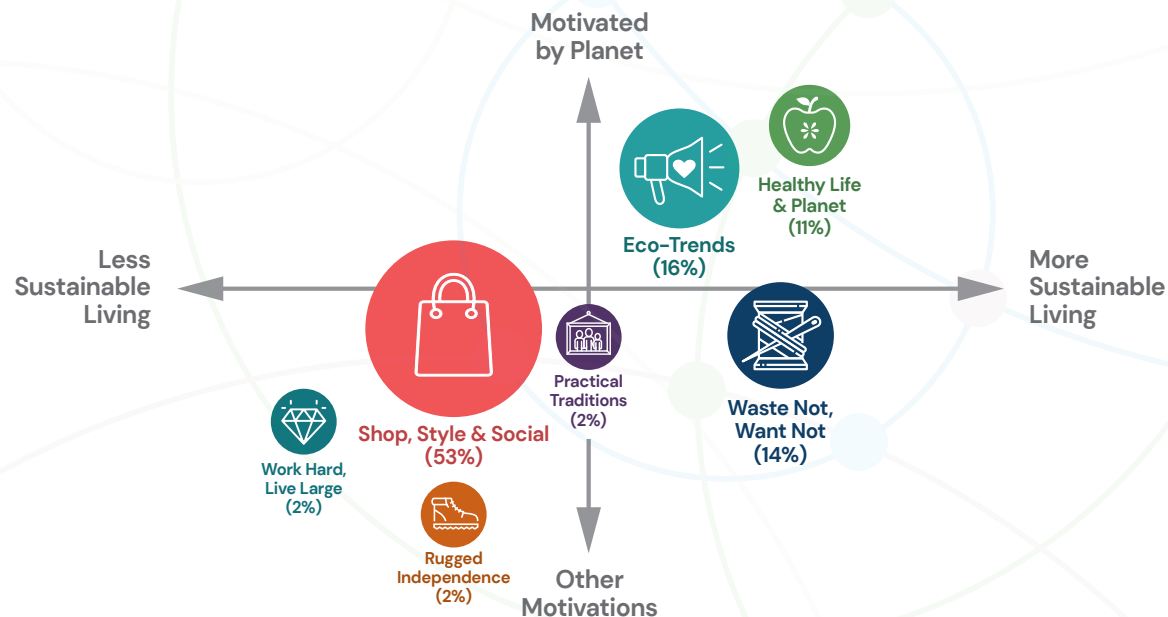 Motivated
by Planet
Healthy Life
& Planet
(11%)
Eco-Trends
(16%)
Less
Sustainable
Living
More
Sustainable
Living
Practical
Traditions
(2%)
Waste Not,
Want Not
(14%)
Shop, Style & Social
(53%)
Work Hard,
Live Large
(2%)
Rugged
Independence
(2%)
Other
Motivations